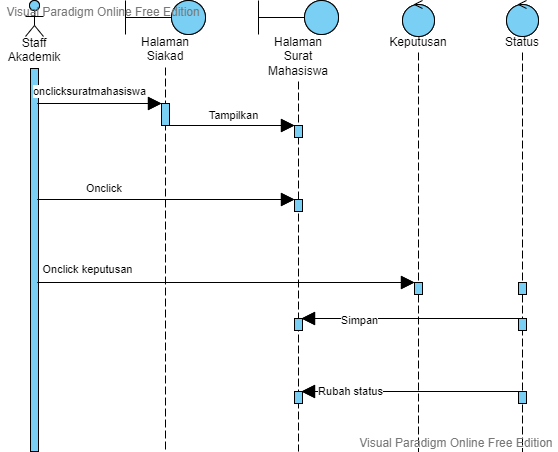 Visual Paradigm Online Free Edition
Staff
Akademik
Halaman
Siakad
Halaman
Surat
Mahasiswa
Keputusan
Status
onclicksuratmahasiswa
Tampilkan
Onclick
Onclick keputusan
Simpan
Rubah status
Visual Paradigm Online Free Edition